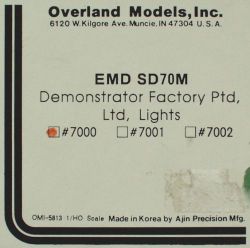 Overland Models, Inc.
6120 W. Kilgore Ave. Muncie, IN 47304 U.S.A.
EMD SD70M
Demonstrator Factory Ptd,
Ltd, Lights
#7000 #7001 #7002
OMI-5813 1/HO Scale Made in Korea by Ajin Precision Mfg.